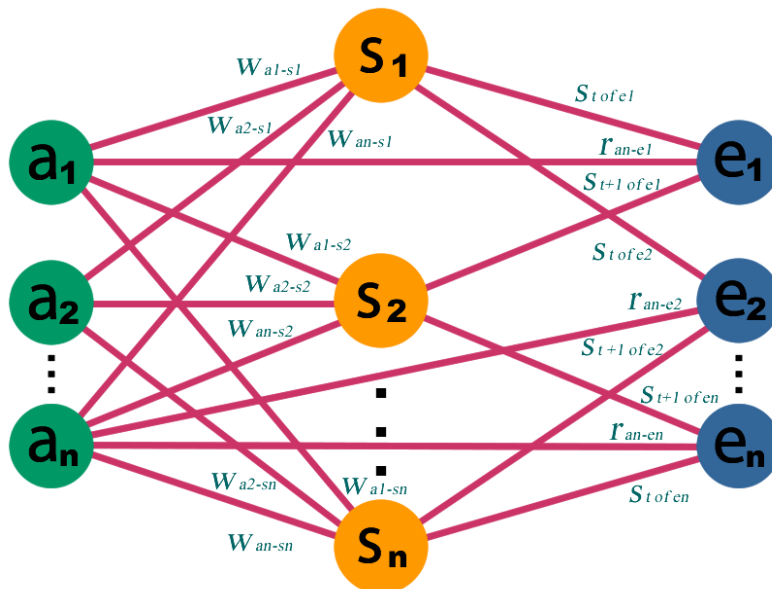 s1
wa1-s1
st of e1
wa2-s1
wan-s1
ran-e1
a1
e1
st+1 of e1
wa1-s2
st of e2
wa2-s2
a2
s2
ran-e2
e2
wan-s2
st+1 of e2
st+1 of en
ran-en
an
en
wa2-sn
wa1-sn
st of en
wan-sn
sn